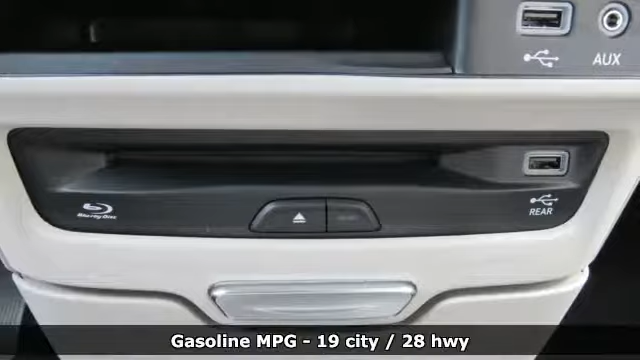 AUX
Blu-ray Disc
REAR
Gasoline MPG - 19 city / 28 hwy